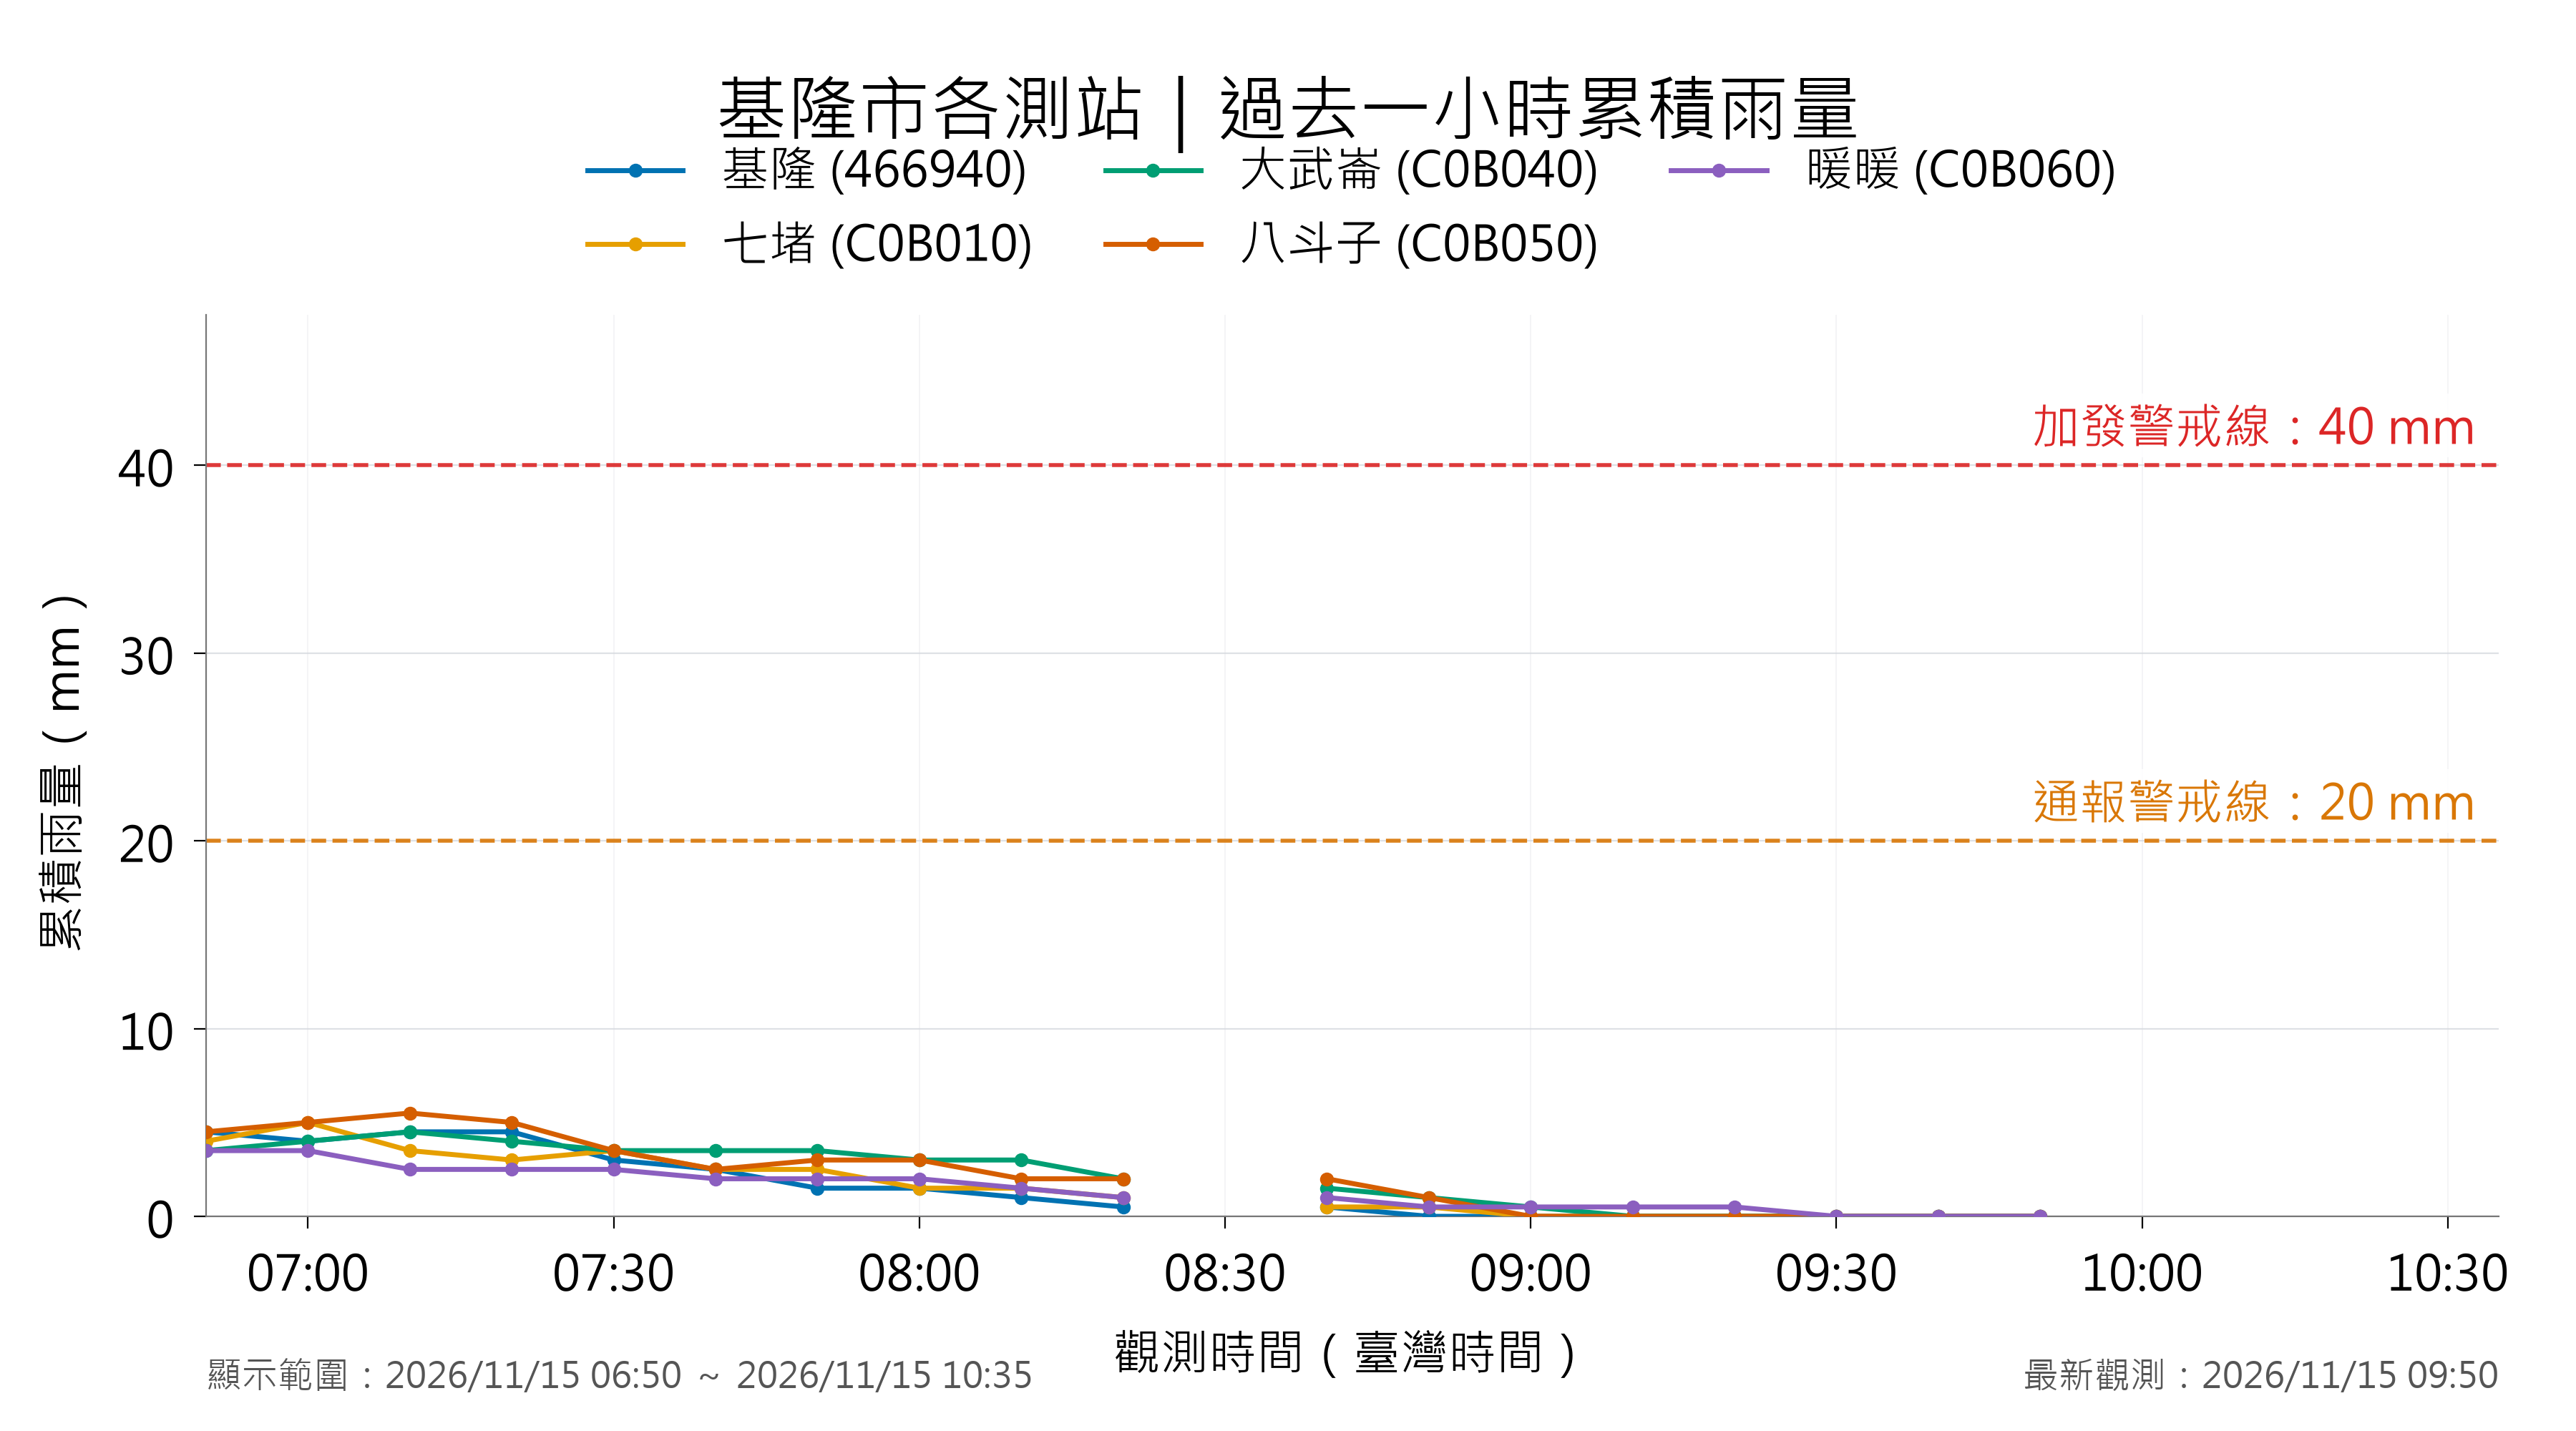 基隆市各測站｜過去一小時累積雨量
基隆 (466940)
大武崙 (C0B040)
暖暖 (C0B060)
七堵 (C0B010)
八斗子 (C0B050)
累積雨量（mm）
40
30
20
10
0
加發警戒線：40 mm
通報警戒線：20 mm
07:00
07:30
08:00
08:30
09:00
09:30
10:00
10:30
觀測時間（臺灣時間）
顯示範圍：2026/11/15 06:50 ~ 2026/11/15 10:35
最新觀測：2026/11/15 09:50